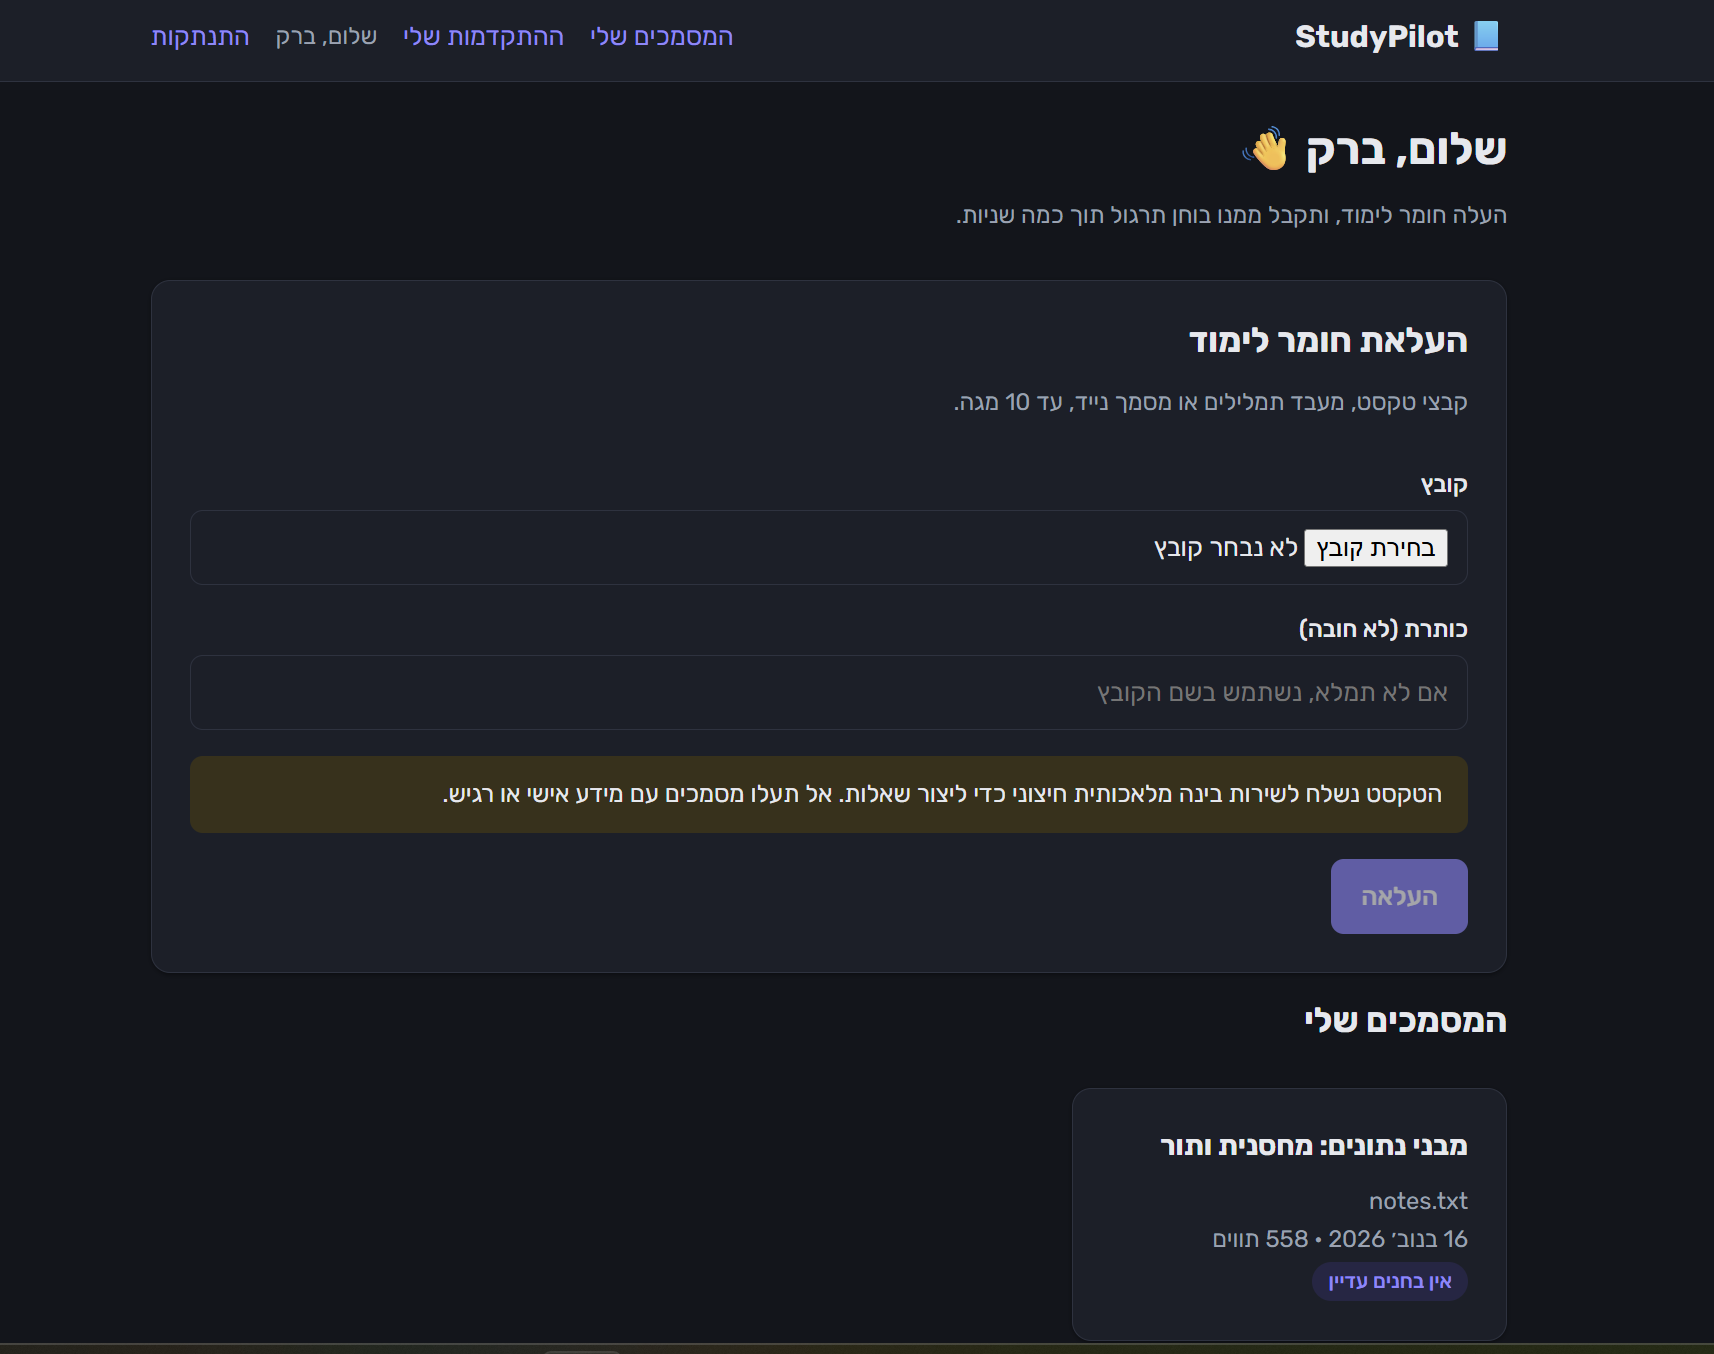 StudyPilot
המסמכים שלי
ההתקדמות שלי
שלום, ברק
התנתקות
שלום, ברק
העלה חומר לימוד, ותקבל ממנו בוחן תרגול תוך כמה שניות.
העלאת חומר לימוד
קבצי טקסט, מעבד תמלילים או מסמך נייד, עד 10 מגה.
קובץ
בחירת קובץ לא נבחר קובץ
כותרת (לא חובה)
אם לא תמלא, נשתמש בשם הקובץ
הטקסט נשלח לשירות בינה מלאכותית חיצוני כדי ליצור שאלות. אל תעלו מסמכים עם מידע אישי או רגיש.
העלאה
המסמכים שלי
מבני נתונים: מחסנית ותור
notes.txt
16 בנוב׳ 2026 • 558 תווים
אין בחנים עדיין